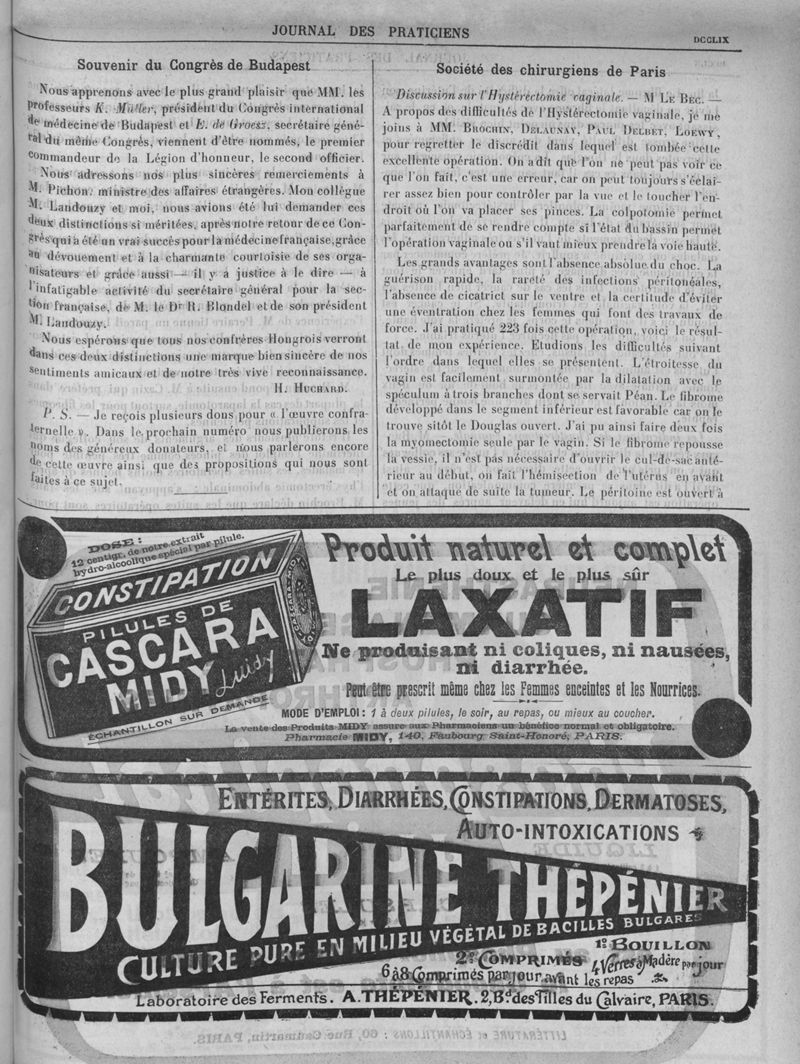 JOURNAL DES PRATICIENS
DCCLIX
Souvenir du Congrès de Budapest
Nous apprenons avec le plus grand plaisir que MM. les
professeurs K. Müller, président du Congrès international
de médecine de Budapest et E. de Groesz, secrétaire géné-
ral du même Congrès, viennent d'être nommés, le premier
commandeur de la Légion d'honneur, le second officier.
Nous adressons nos plus sincères remerciements à
M. Pichon, ministre des affaires étrangères. Mon collègue
M. Landouzy et moi, nous avions été lui demander ces
deux distinctions si méritées, après notre retour de ce Con-
grès qui a été un vrai succès pour la médecine française, grâce
au dévouement et à la charmante courtoisie de ses orga-
nisateurs et grâce aussi — il y a justice à le dire — à
l'infatigable activité du secrétaire général pour la sec-
tion française, de M. le Dr R. Blondel et de son président
M. Landouzy.
Nous espérons que tous nos confrères Hongrois verront
dans ces deux distinctions une marque bien sincère de nos
sentiments amicaux et de notre très vive reconnaissance.
H. HUCHARD.
P. S. — Je reçois plusieurs dons pour « l'œuvre confra-
ternelle ». Dans le prochain numéro nous publierons les
noms des généreux donateurs, et nous parlerons encore
de cette œuvre ainsi que des propositions qui nous sont
faites à ce sujet.
Société des chirurgiens de Paris
Discussion sur l'Hystérectomie vaginale. — M LE BEC. —
A propos des difficultés de l'Hystérectomie vaginale, je me
joins à MM. BROCHIN, DELAUNAY, PAUL DELBET, LOEWY,
pour regretter le discrédit dans lequel est tombée cette
excellente opération. On a dit que l'on ne peut pas voir ce
que l'on fait, c'est une erreur, car on peut toujours s'éclai-
rer assez bien pour contrôler par la vue et le toucher l'en-
droit où l'on va placer ses pinces. La colpotomie permet
parfaitement de se rendre compte si l'état du bassin permet
l'opération vaginale ou s'il vaut mieux prendre la voie haute.
Les grands avantages sont l'absence absolue du choc. La
guérison rapide, la rareté des infections péritonéales,
l'absence de cicatrict sur le ventre et la certitude d'éviter
une éventration chez les femmes qui font des travaux de
force. J'ai pratiqué 223 fois cette opération, voici le résul-
tat de mon expérience. Etudions les difficultés suivant
l'ordre dans lequel elles se présentent. L'étroitesse du
vagin est facilement surmontée par la dilatation avec le
spéculum à trois branches dont se servait Péan. Le fibrome
développé dans le segment inférieur est favorable car on le
trouve sitôt le Douglas ouvert. J'ai pu ainsi faire deux fois
la myomectomie seule par le vagin. Si le fibrome repousse
la vessie, il n'est pas nécessaire d'ouvrir le cul-de-sac anté-
rieur au début, on fait l'hémisection de l'utérus en avant
et on attaque de suite la tumeur. Le péritoine est ouvert à
DOSE :
12 centigr. de notre extrait
hydro-alcoolique spécial par pilule.
CONSTIPATION
PILULES DE
CASCARA
MIDY
Luidy
ÉCHANTILLON SUR DEMANDE
Produit naturel et complet
Le plus doux et le plus sûr
LAXATIF
Ne produisant ni coliques, ni nausées,
ni diarrhée.
Peut être prescrit même chez les Femmes enceintes et les Nourrices.
MODE D'EMPLOI : 1 à deux pilules, le soir, au repas, ou mieux au coucher.
La vente des Produits MIDY assure aux Pharmaciens un bénéfice normal et obligatoire.
Pharmacie MIDY, 140, Faubourg Saint-Honoré, PARIS.
ENTÉRITES, DIARRHÉES, CONSTIPATIONS, DERMATOSES,
AUTO-INTOXICATIONS
BULGARINE THÉPÉNIER
CULTURE PURE EN MILIEU VÉGÉTAL DE BACILLES BULGARES
1º BOUILLON
4 Verres à Madère par jour
2º COMPRIMÉS
6 à 8 Comprimés par jour avant les repas
Laboratoire des Ferments. A. THÉPÉNIER. 2, Bd des Filles du Calvaire, PARIS.